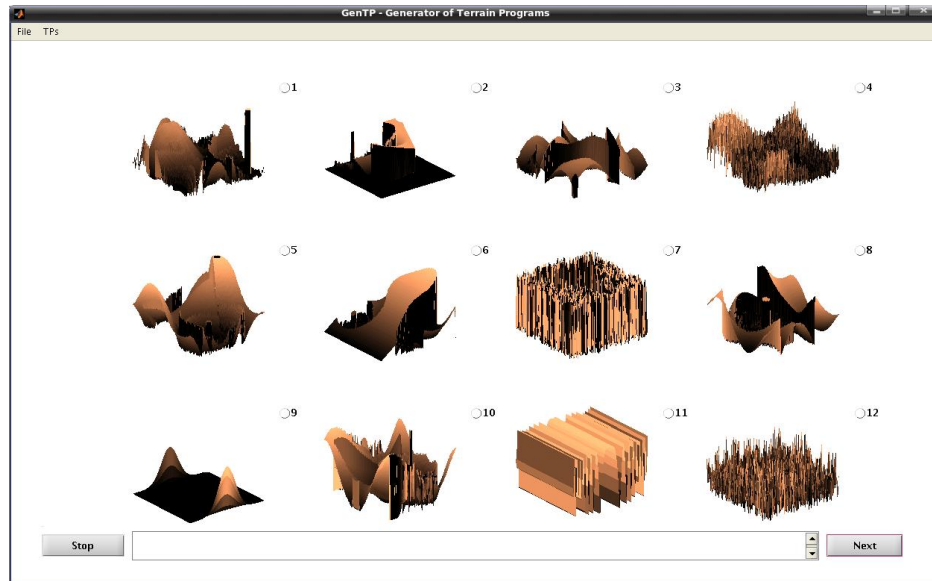 GenTP - Generator of Terrain Programs
File TPs
1 2 3 4
5 6 7 8
9 10 11 12
Stop Next